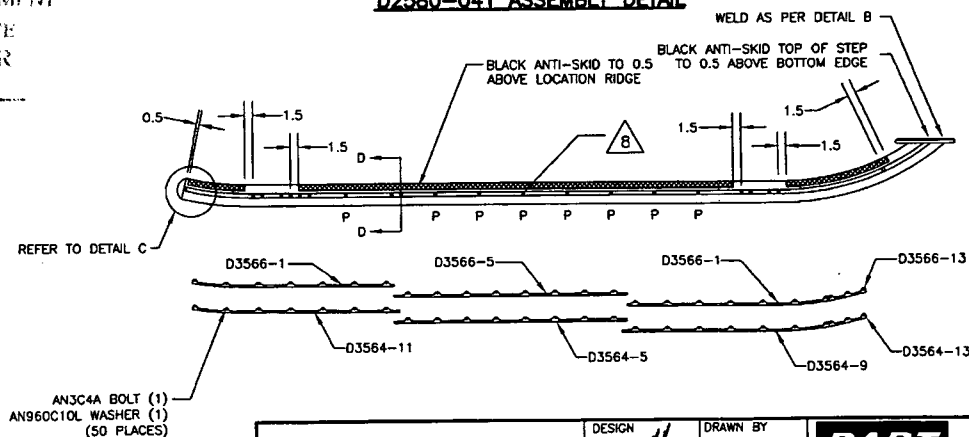 D2580-041 ASSEMBLY DETAIL
WELD AS PER DETAIL B
BLACK ANTI-SKID TOP OF STEP
TO 0.5 ABOVE BOTTOM EDGE
BLACK ANTI-SKID TO 0.5
ABOVE LOCATION RIDGE
0.5
1.5
1.5
D
8
1.5
1.5
1.5
D
P P P P P P P P
REFER TO DETAIL C
D3566-1
D3566-5
D3566-1
D3566-13
D3564-11
D3564-5
D3564-9
D3564-13
AN3C4A BOLT (1)
AN960C10L WASHER (1)
(50 PLACES)
DESIGN
DRAWN BY
DART